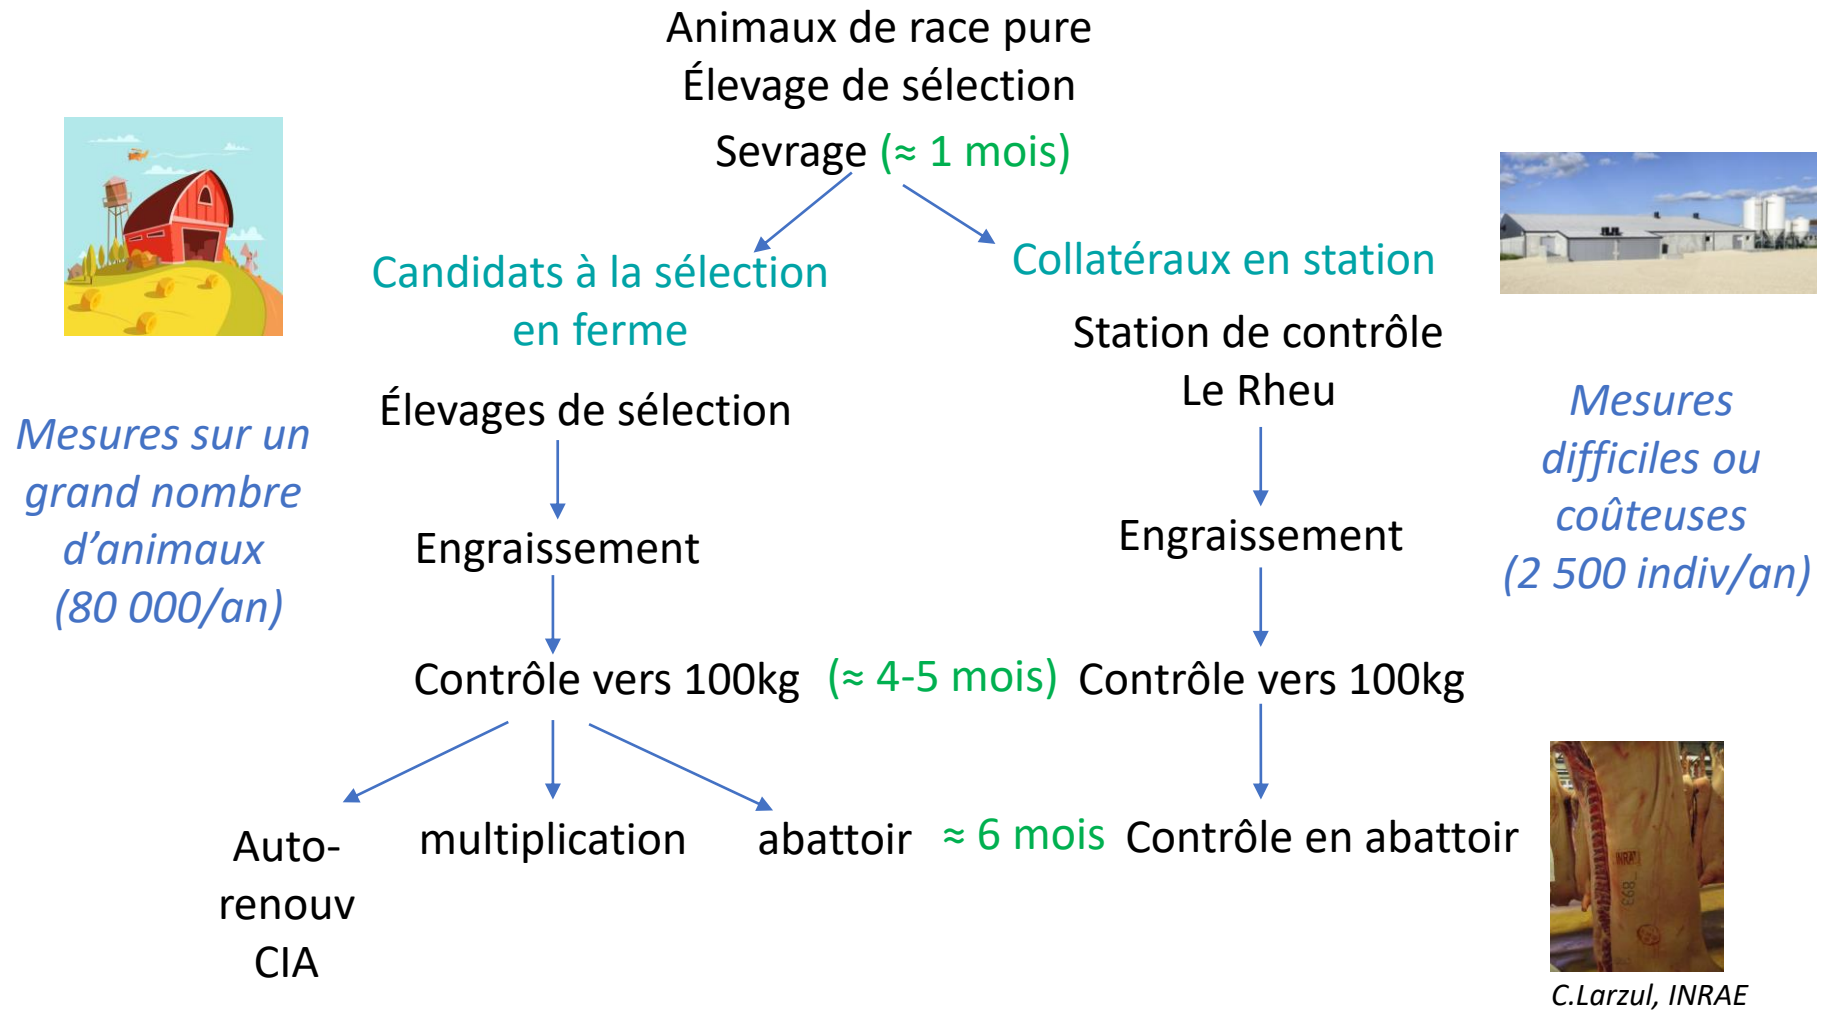 Animaux de race pure
Élevage de sélection
Sevrage (≈ 1 mois)
Candidats à la sélection
en ferme
Élevages de sélection
Engraissement
Contrôle vers 100kg
Mesures sur un
grand nombre
d'animaux
(80 000/an)
Auto-
renouv
CIA
multiplication
abattoir
(≈ 4-5 mois)
≈ 6 mois
Collatéraux en station
Station de contrôle
Le Rheu
Engraissement
Contrôle vers 100kg
Contrôle en abattoir
Mesures
difficiles ou
coûteuses
(2 500 indiv/an)
INRA
893
C.Larzul, INRAE